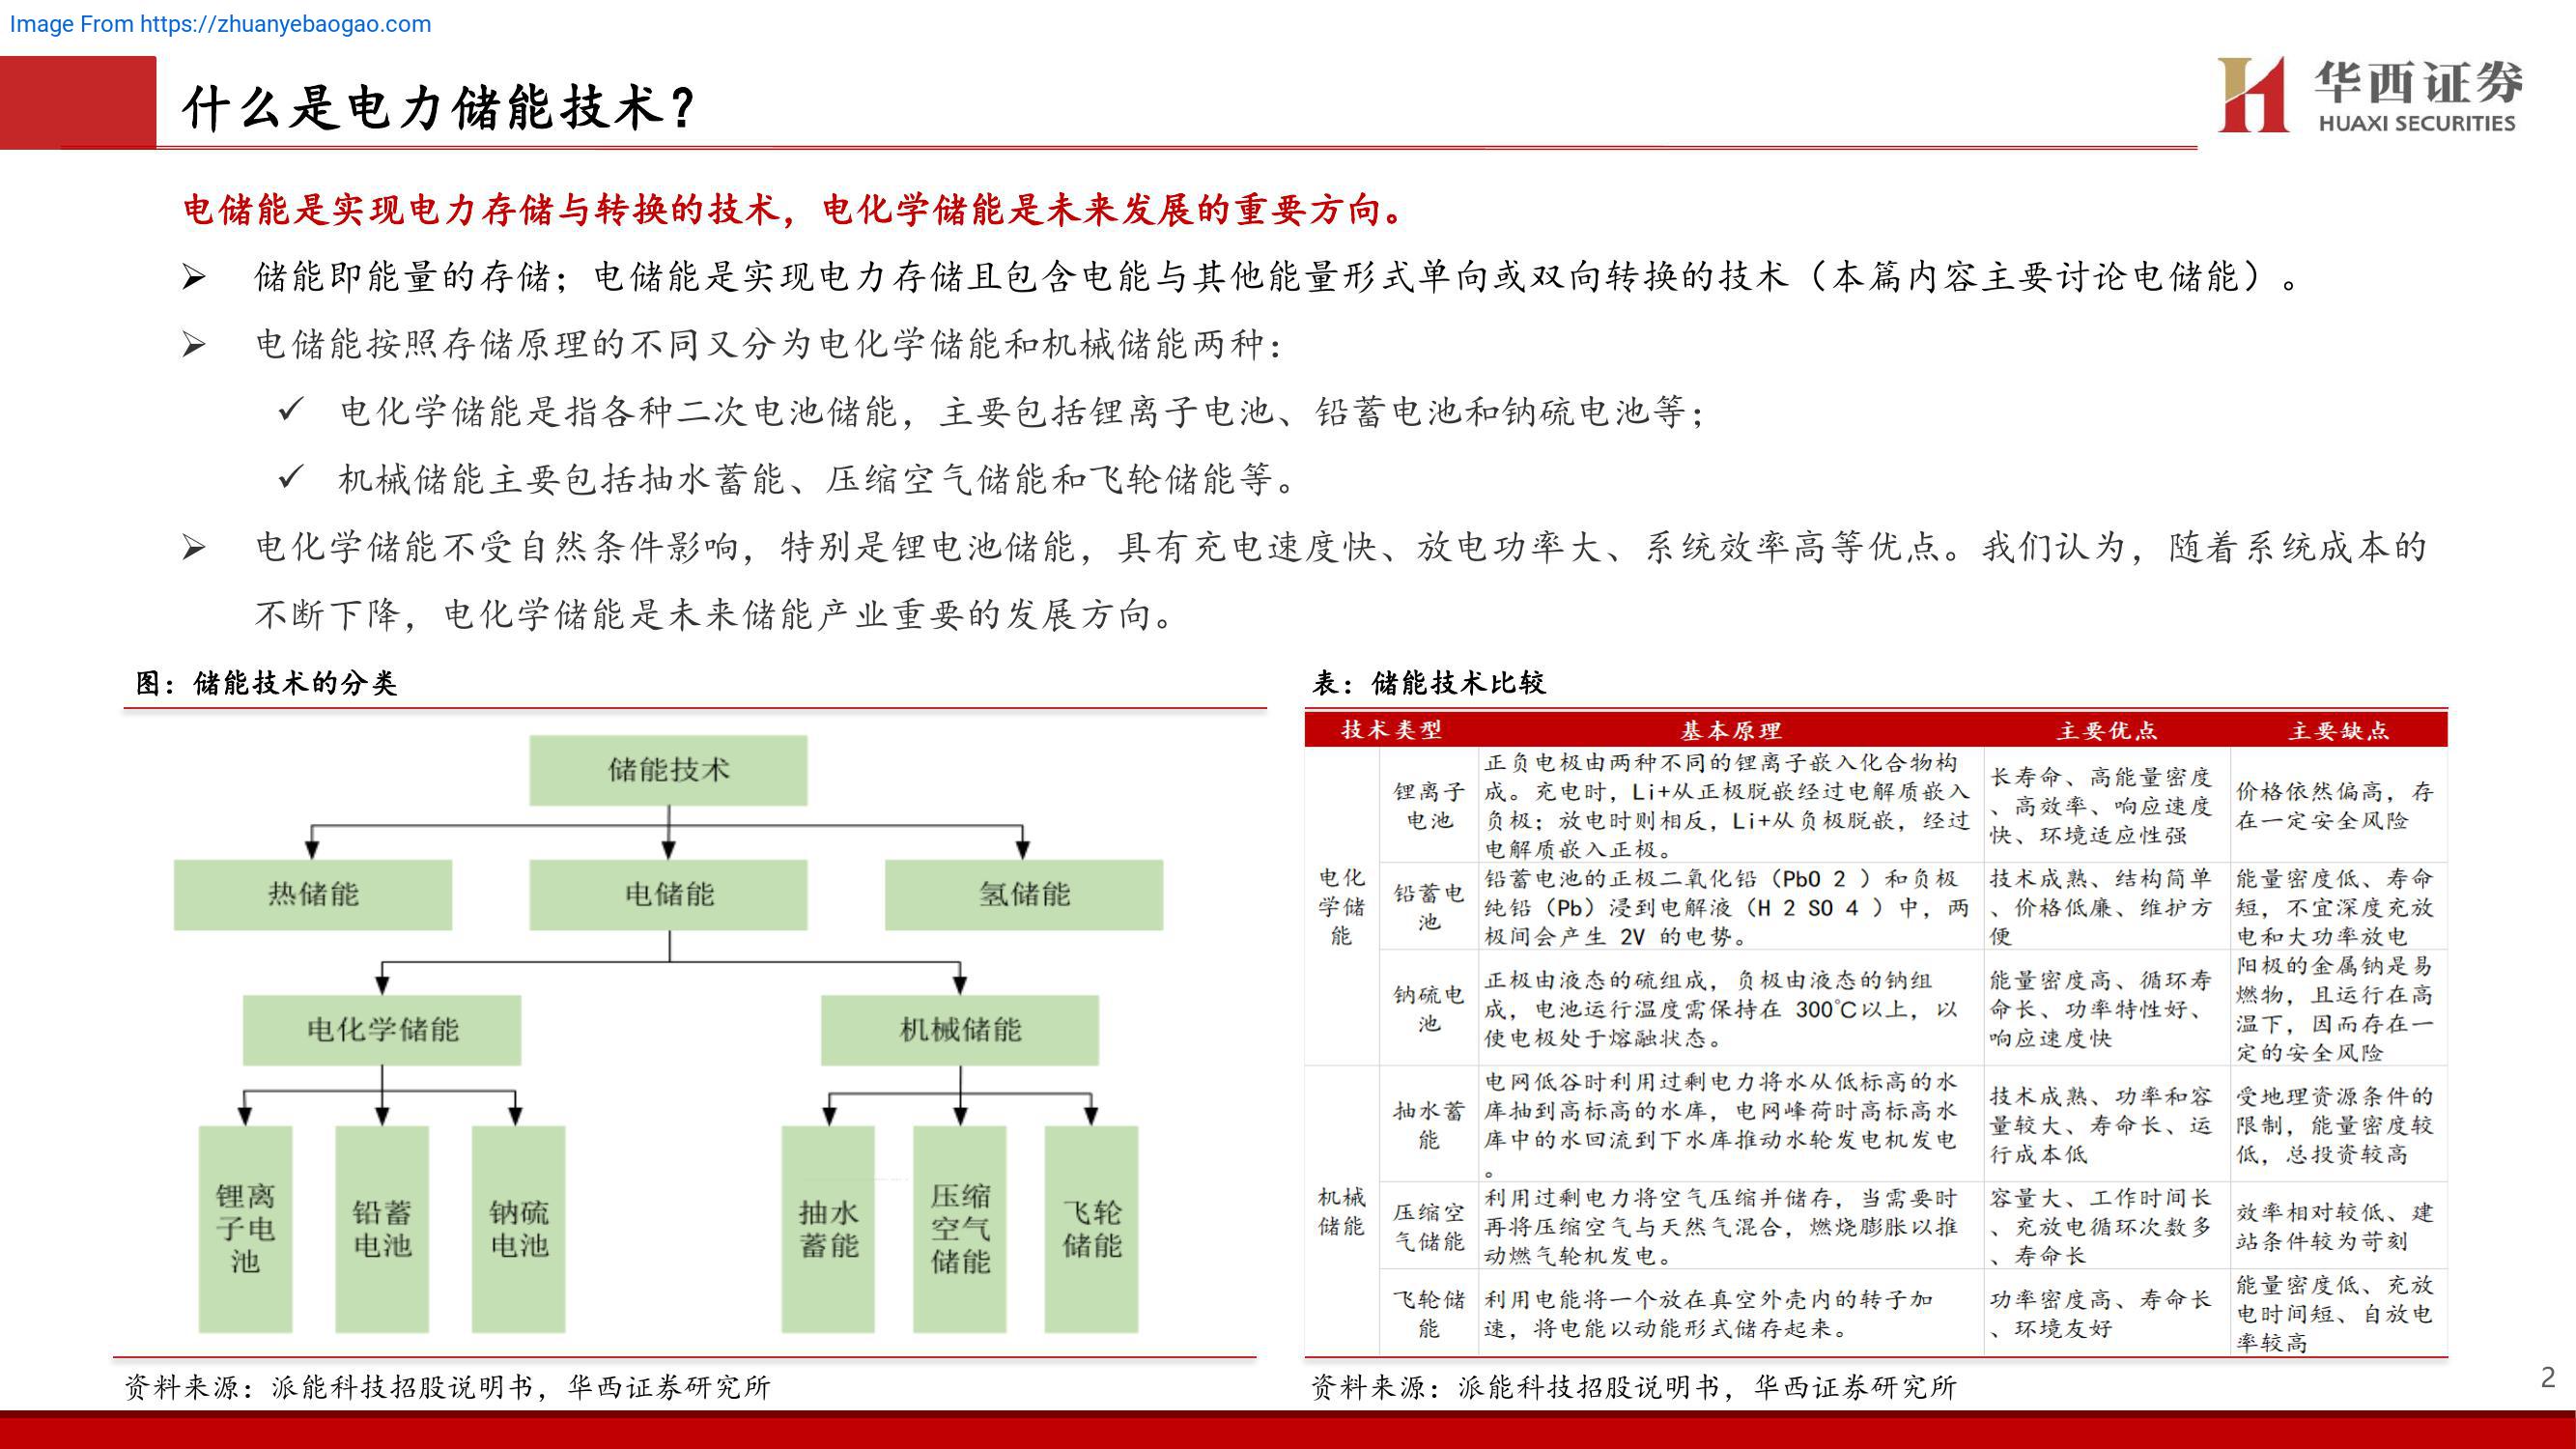 Image From https://zhuanyebaogao.com
什么是电力储能技术？
华西证券
HUAXI SECURITIES
电储能是实现电力存储与转换的技术，电化学储能是未来发展的重要方向。
➢ 储能即能量的存储；电储能是实现电力存储且包含电能与其他能量形式单向或双向转换的技术（本篇内容主要讨论电储能）。
➢ 电储能按照存储原理的不同又分为电化学储能和机械储能两种：
✓ 电化学储能是指各种二次电池储能，主要包括锂离子电池、铅蓄电池和钠硫电池等；
✓ 机械储能主要包括抽水蓄能、压缩空气储能和飞轮储能等。
➢ 电化学储能不受自然条件影响，特别是锂电池储能，具有充电速度快、放电功率大、系统效率高等优点。我们认为，随着系统成本的
不断下降，电化学储能是未来储能产业重要的发展方向。
图：储能技术的分类
储能技术
热储能
电储能
氢储能
电化学储能
机械储能
锂离
子电
池
铅蓄
电池
钠硫
电池
抽水
蓄能
压缩
空气
储能
飞轮
储能
资料来源：派能科技招股说明书，华西证券研究所
表：储能技术比较
技术类型 基本原理 主要优点 主要缺点
电化
学储
能
锂离子
电池
正负电极由两种不同的锂离子嵌入化合物构
成。充电时，Li+从正极脱嵌经过电解质嵌入
负极；放电时则相反，Li+从负极脱嵌，经过
电解质嵌入正极。
长寿命、高能量密度
、高效率、响应速度
快、环境适应性强
价格依然偏高，存
在一定安全风险
铅蓄电
池
铅蓄电池的正极二氧化铅（PbO 2 ）和负极
纯铅（Pb）浸到电解液（H 2 SO 4 ）中，两
极间会产生 2V 的电势。
技术成熟、结构简单
、价格低廉、维护方
便
能量密度低、寿命
短，不宜深度充放
电和大功率放电
钠硫电
池
正极由液态的硫组成，负极由液态的钠组
成，电池运行温度需保持在 300℃以上，以
使电极处于熔融状态。
能量密度高、循环寿
命长、功率特性好、
响应速度快
阳极的金属钠是易
燃物，且运行在高
温下，因而存在一
定的安全风险
机械
储能
抽水蓄
能
电网低谷时利用过剩电力将水从低标高的水
库抽到高标高的水库，电网峰荷时高标高水
库中的水回流到下水库推动水轮发电机发电
。
技术成熟、功率和容
量较大、寿命长、运
行成本低
受地理资源条件的
限制，能量密度较
低，总投资较高
压缩空
气储能
利用过剩电力将空气压缩并储存，当需要时
再将压缩空气与天然气混合，燃烧膨胀以推
动燃气轮机发电。
容量大、工作时间长
、充放电循环次数多
、寿命长
效率相对较低、建
站条件较为苛刻
飞轮储
能
利用电能将一个放在真空外壳内的转子加
速，将电能以动能形式储存起来。
功率密度高、寿命长
、环境友好
能量密度低、充放
电时间短、自放电
率较高
资料来源：派能科技招股说明书，华西证券研究所
2